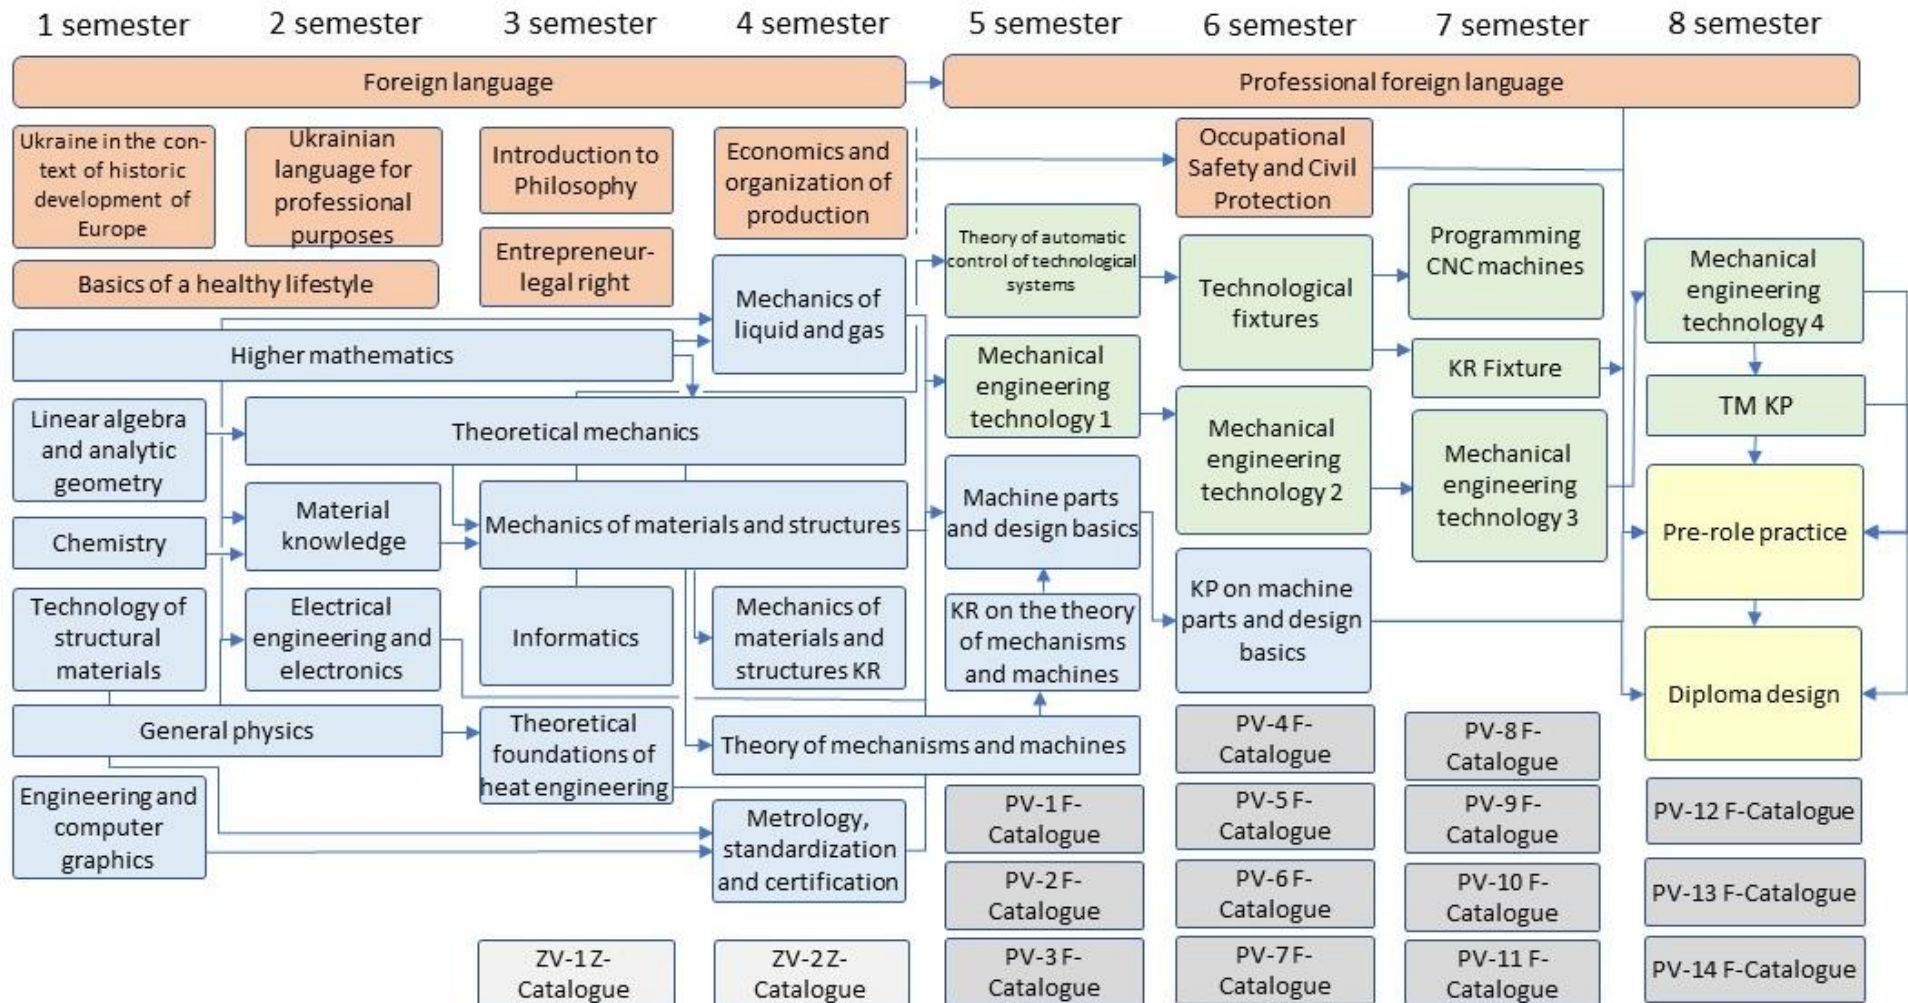 1 semester
2 semester
3 semester
4 semester
5 semester
6 semester
7 semester
8 semester
Foreign language
Professional foreign language
Ukraine in the con-
text of historic
development of
Europe
Ukrainian
language for
professional
purposes
Introduction to
Philosophy
Economics and
organization of
production
Occupational
Safety and Civil
Protection
Entrepreneur-
legal right
Basics of a healthy lifestyle
Theory of automatic
control of technological
systems
Programming
CNC machines
Mechanics of
liquid and gas
Technological
fixtures
Mechanical
engineering
technology 4
Higher mathematics
Mechanical
engineering
technology 1
KR Fixture
TM KP
Linear algebra
and analytic
geometry
Theoretical mechanics
Mechanical
engineering
technology 2
Mechanical
engineering
technology 3
Chemistry
Material
knowledge
Mechanics of materials and structures
Machine parts
and design basics
Pre-role practice
Technology of
structural
materials
Electrical
engineering and
electronics
Informatics
Mechanics of
materials and
structures KR
KR on the theory
of mechanisms
and machines
KP on machine
parts and design
basics
Diploma design
General physics
Theoretical
foundations of
heat engineering
Theory of mechanisms and machines
PV-4 F-
Catalogue
PV-8 F-
Catalogue
Engineering and
computer
graphics
Metrology,
standardization
and certification
PV-1 F-
Catalogue
PV-5 F-
Catalogue
PV-9 F-
Catalogue
PV-12 F-Catalogue
PV-2 F-
Catalogue
PV-6 F-
Catalogue
PV-10 F-
Catalogue
PV-13 F-Catalogue
ZV-1 Z-
Catalogue
ZV-2 Z-
Catalogue
PV-3 F-
Catalogue
PV-7 F-
Catalogue
PV-11 F-
Catalogue
PV-14 F-Catalogue